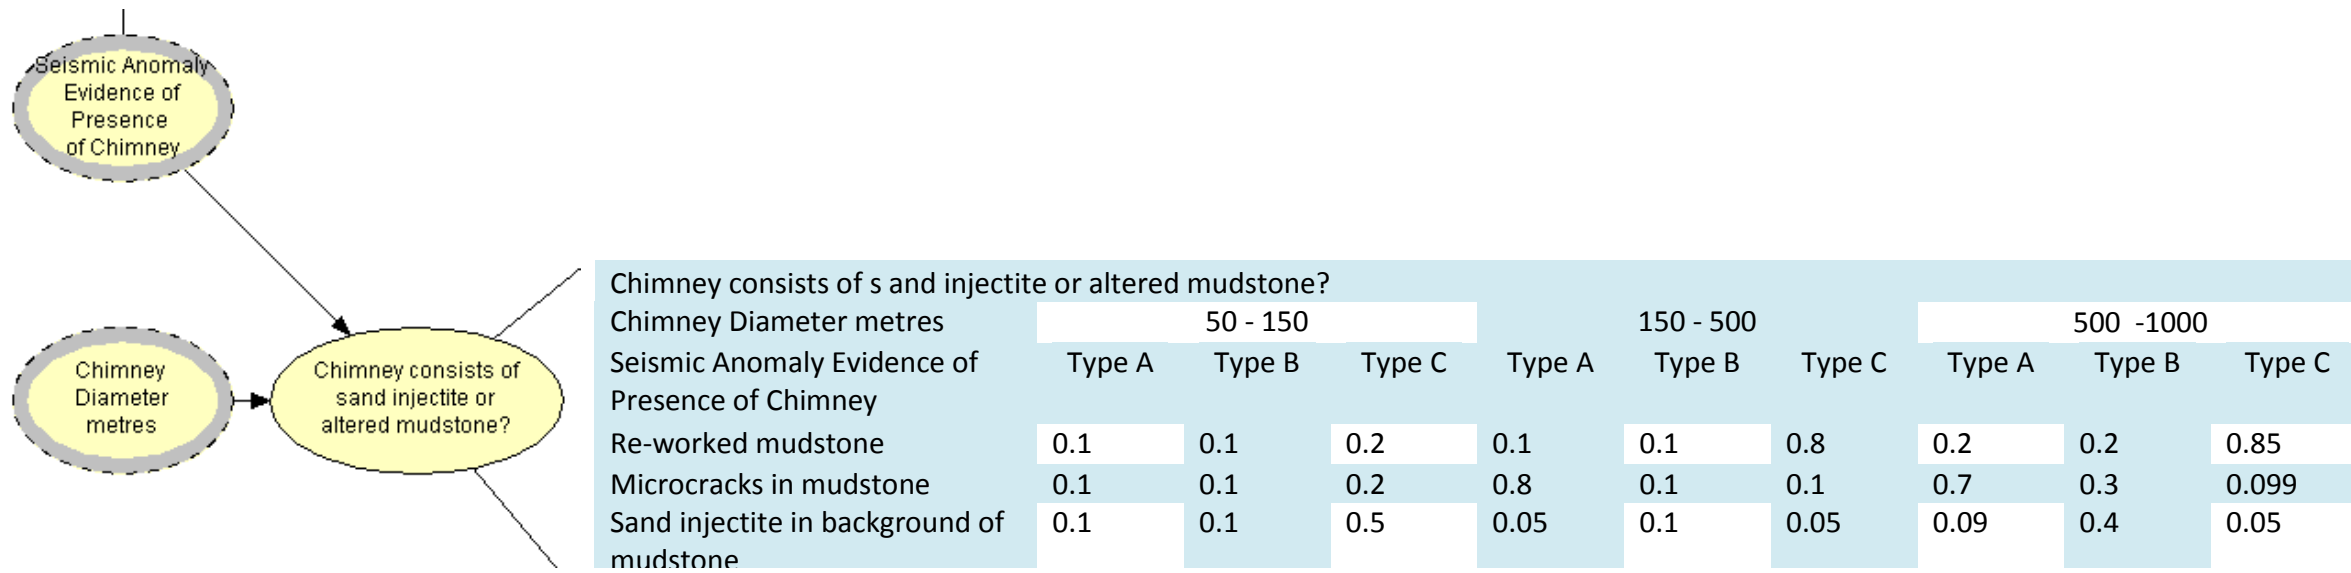 Seismic Anomaly
Evidence of
Presence
of Chimney
Chimney
Diameter
metres
Chimney consists of
sand injectite or
altered mudstone?
Chimney consists of s and injectite or altered mudstone?
Chimney Diameter metres 50 - 150 150 - 500 500 -1000
Seismic Anomaly Evidence of Type A Type B Type C Type A Type B Type C Type A Type B Type C
Presence of Chimney
Re-worked mudstone 0.1 0.1 0.2 0.1 0.1 0.8 0.2 0.2 0.85
Microcracks in mudstone 0.1 0.1 0.2 0.8 0.1 0.1 0.7 0.3 0.099
Sand injectite in background of 0.1 0.1 0.5 0.05 0.1 0.05 0.09 0.4 0.05
mudstone